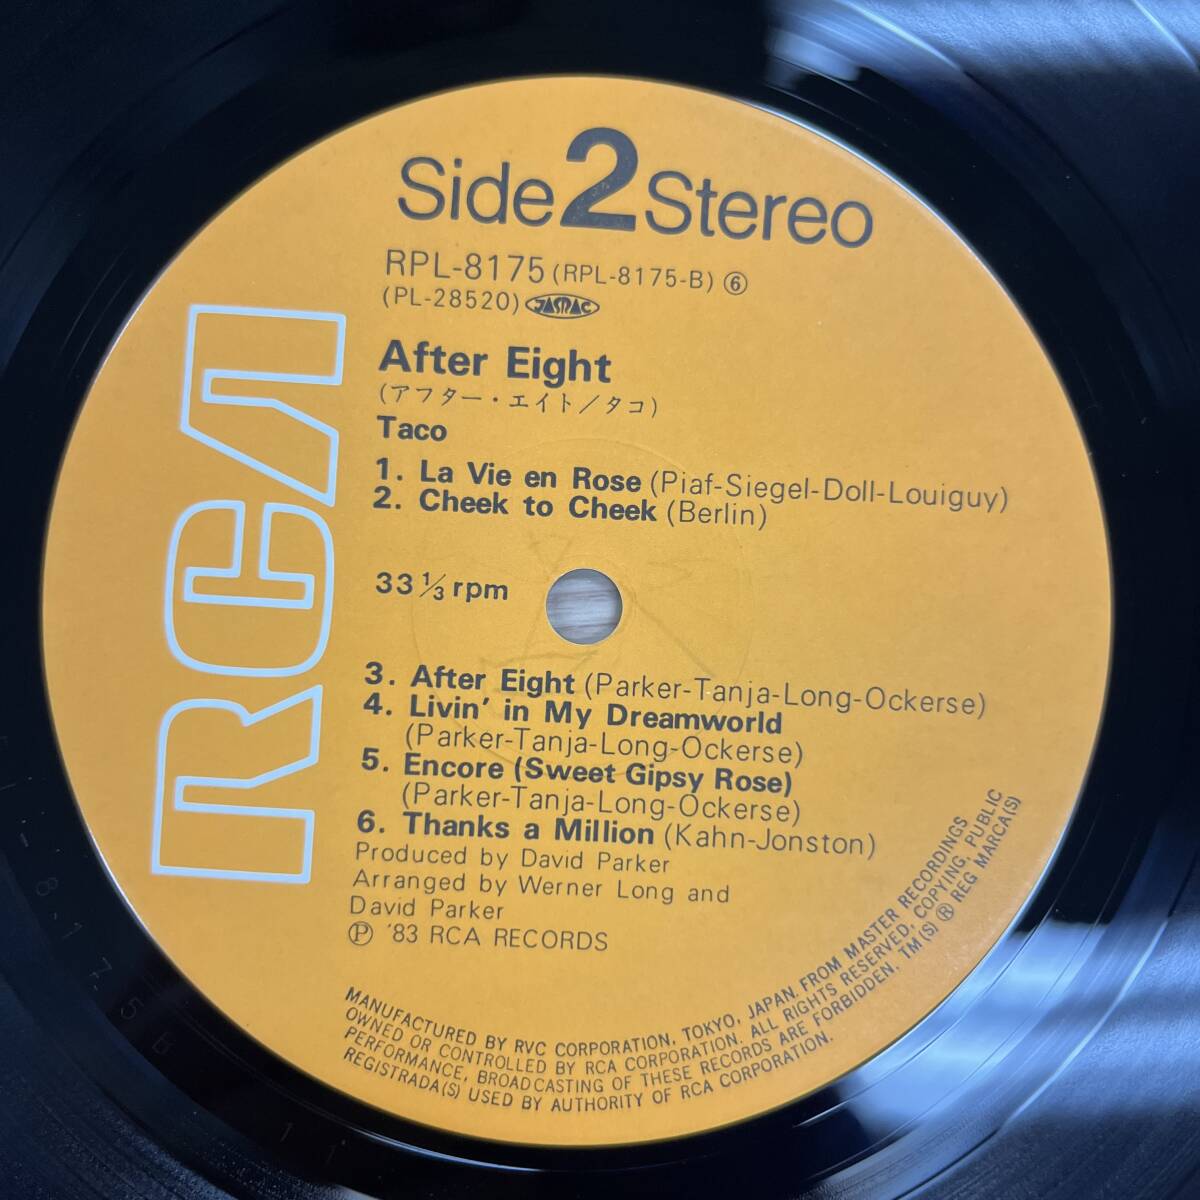 Side 2 Stereo
RPL-8175 (RPL-8175-B) ⑥
(PL-28520) JASRAC
After Eight
(アフター・エイト/タコ)
Taco
1. La Vie en Rose (Piaf-Siegel-Doll-Louiguy)
2. Cheek to Cheek (Berlin)
33 1/3 rpm
3. After Eight (Parker-Tanja-Long-Ockerse)
4. Livin' in My Dreamworld
(Parker-Tanja-Long-Ockerse)
5. Encore (Sweet Gipsy Rose)
(Parker-Tanja-Long-Ockerse)
6. Thanks a Million (Kahn-Jonston)
Produced by David Parker
Arranged by Werner Long and
David Parker
Ⓟ '83 RCA RECORDS
RCA
MANUFACTURED BY RVC CORPORATION, TOKYO, JAPAN. FROM MASTER RECORDINGS
OWNED OR CONTROLLED BY RCA CORPORATION. ALL RIGHTS RESERVED, COPYING, PUBLIC
PERFORMANCE, BROADCASTING OF THESE RECORDS ARE FORBIDDEN. TM(S) ® REG MARCA(S)
REGISTRADA(S) USED BY AUTHORITY OF RCA CORPORATION.